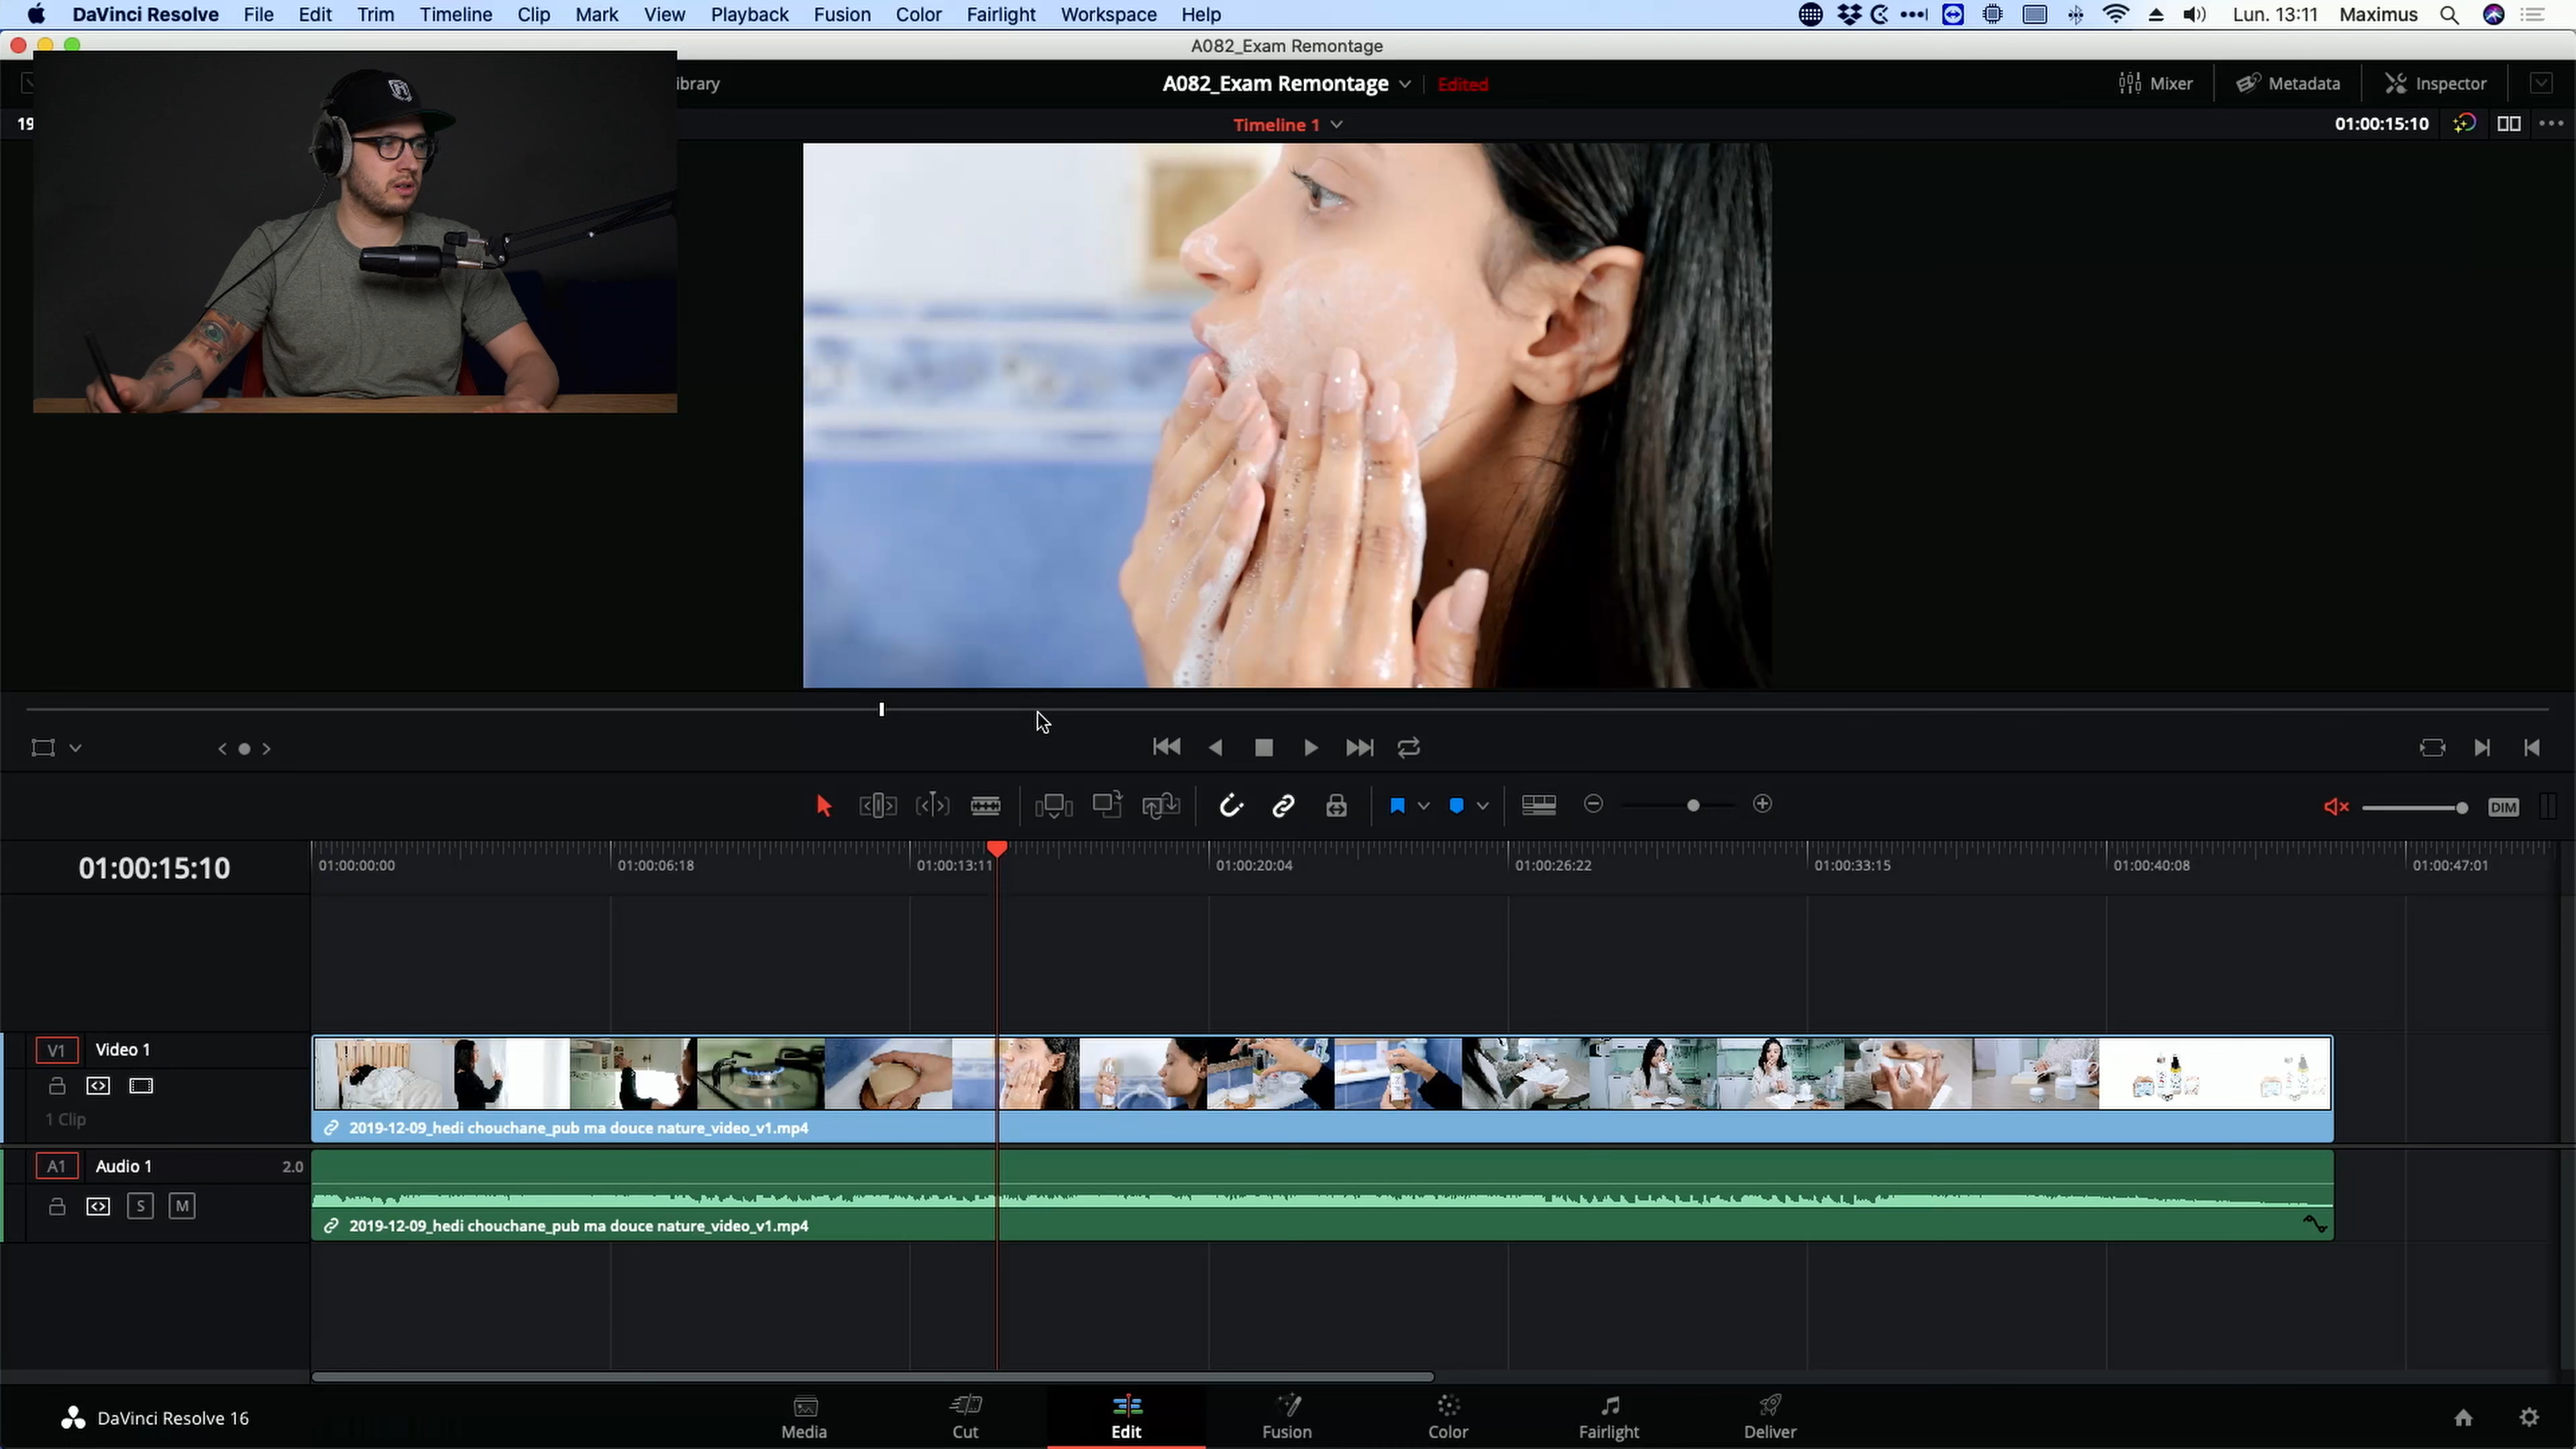 DaVinci Resolve File Edit Trim Timeline Clip Mark View Playback Fusion Color Fairlight Workspace Help Lun. 13:11 Maximus
A082_Exam Remontage
ibrary A082_Exam Remontage Edited Mixer Metadata Inspector
19 Timeline 1 01:00:15:10
DIM
01:00:15:10 01:00:00:00 01:00:06:18 01:00:13:11 01:00:20:04 01:00:26:22 01:00:33:15 01:00:40:08 01:00:47:01
V1 Video 1
1 Clip
2019-12-09_hedi chouchane_pub ma douce nature_video_v1.mp4
A1 Audio 1 2.0
S M
2019-12-09_hedi chouchane_pub ma douce nature_video_v1.mp4
DaVinci Resolve 16 Media Cut Edit Fusion Color Fairlight Deliver